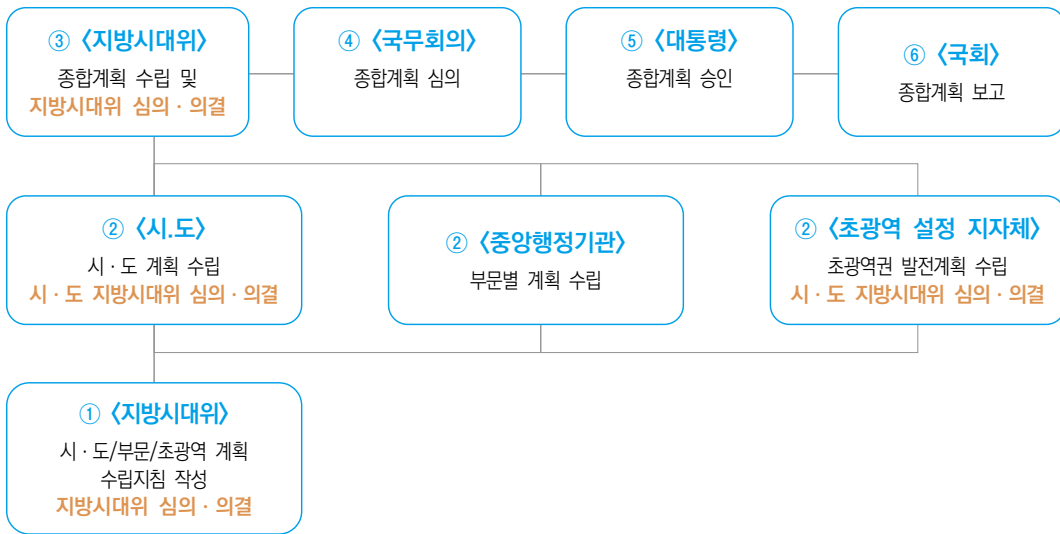 ③ 〈지방시대위〉
종합계획 수립 및
지방시대위 심의 · 의결
④ 〈국무회의〉
종합계획 심의
⑤ 〈대통령〉
종합계획 승인
⑥ 〈국회〉
종합계획 보고
② 〈시.도〉
시 · 도 계획 수립
시 · 도 지방시대위 심의 · 의결
② 〈중앙행정기관〉
부문별 계획 수립
② 〈초광역 설정 지자체〉
초광역권 발전계획 수립
시 · 도 지방시대위 심의 · 의결
① 〈지방시대위〉
시 · 도/부문/초광역 계획
수립지침 작성
지방시대위 심의 · 의결